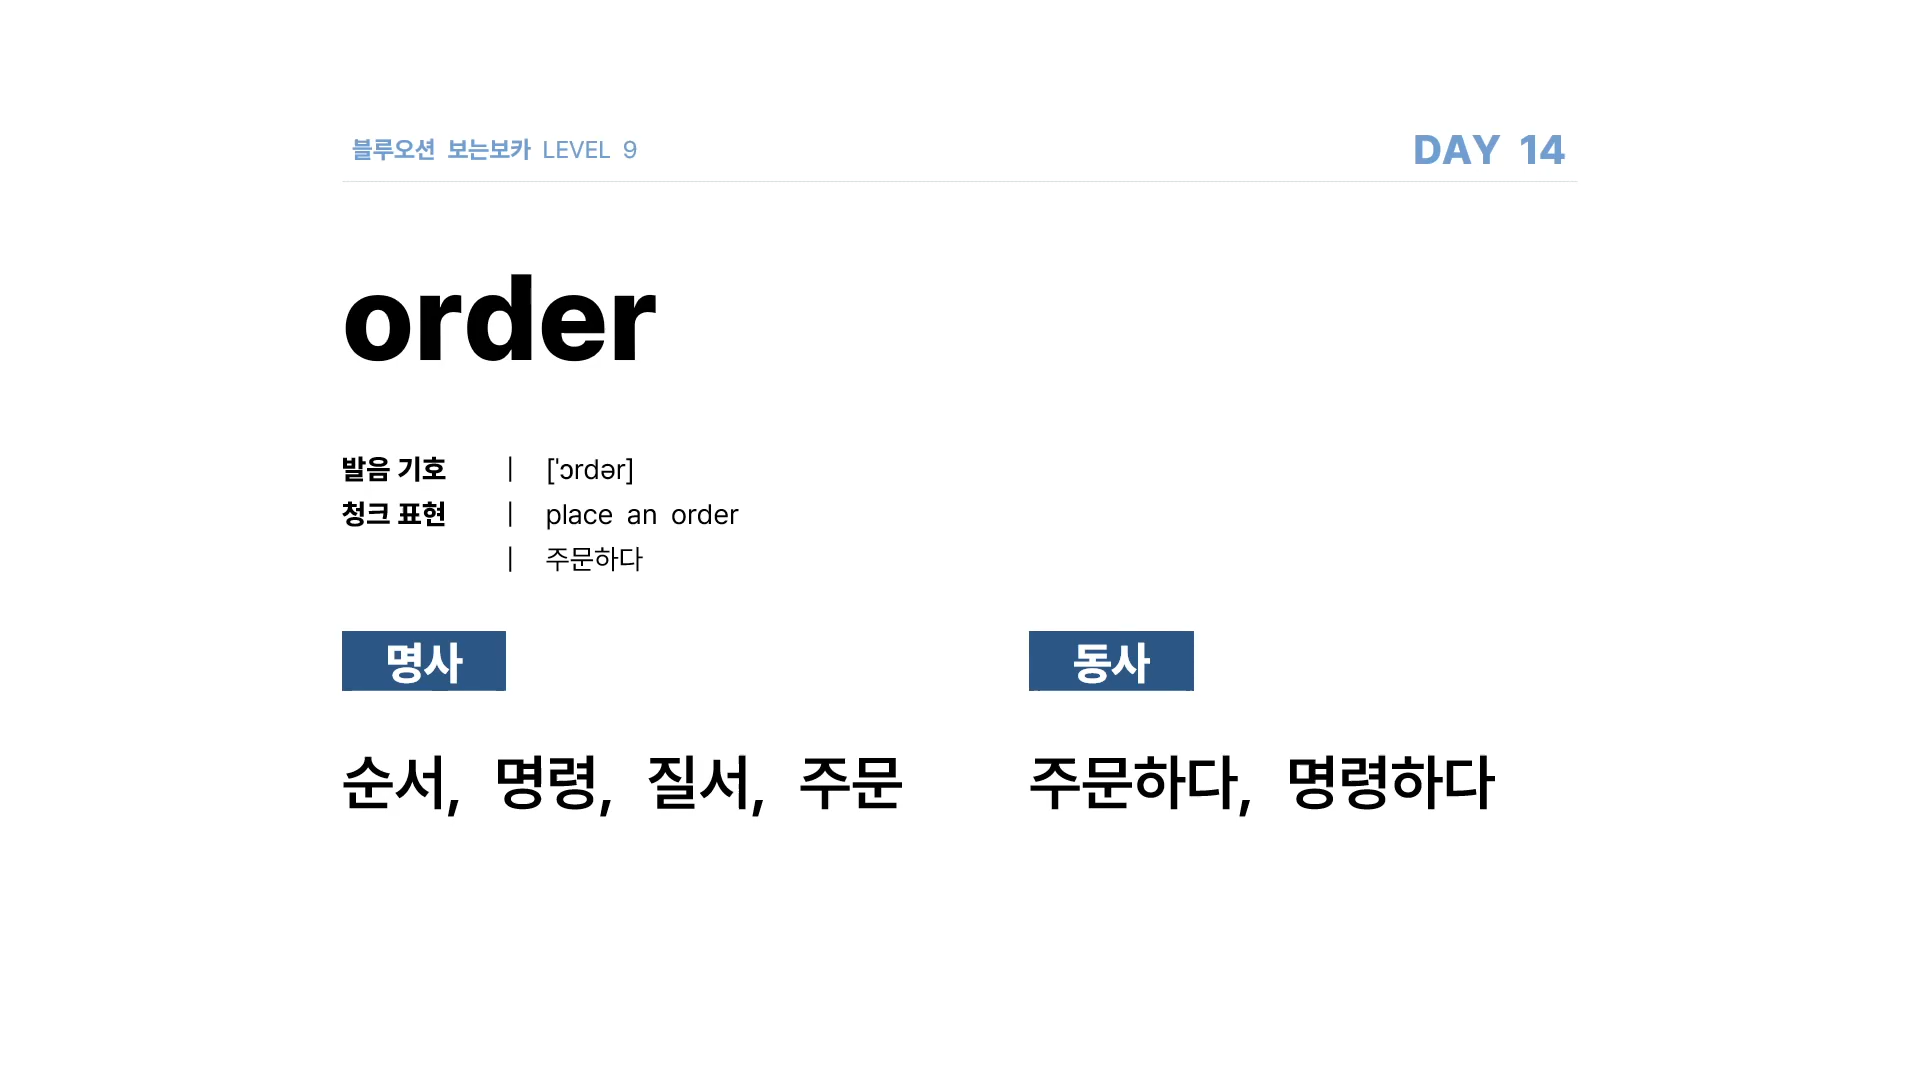 블루오션 보는보카 LEVEL 9
DAY 14
order
발음 기호 | ['ɔrdər]
청크 표현 | place an order
| 주문하다
명사
동사
순서, 명령, 질서, 주문
주문하다, 명령하다